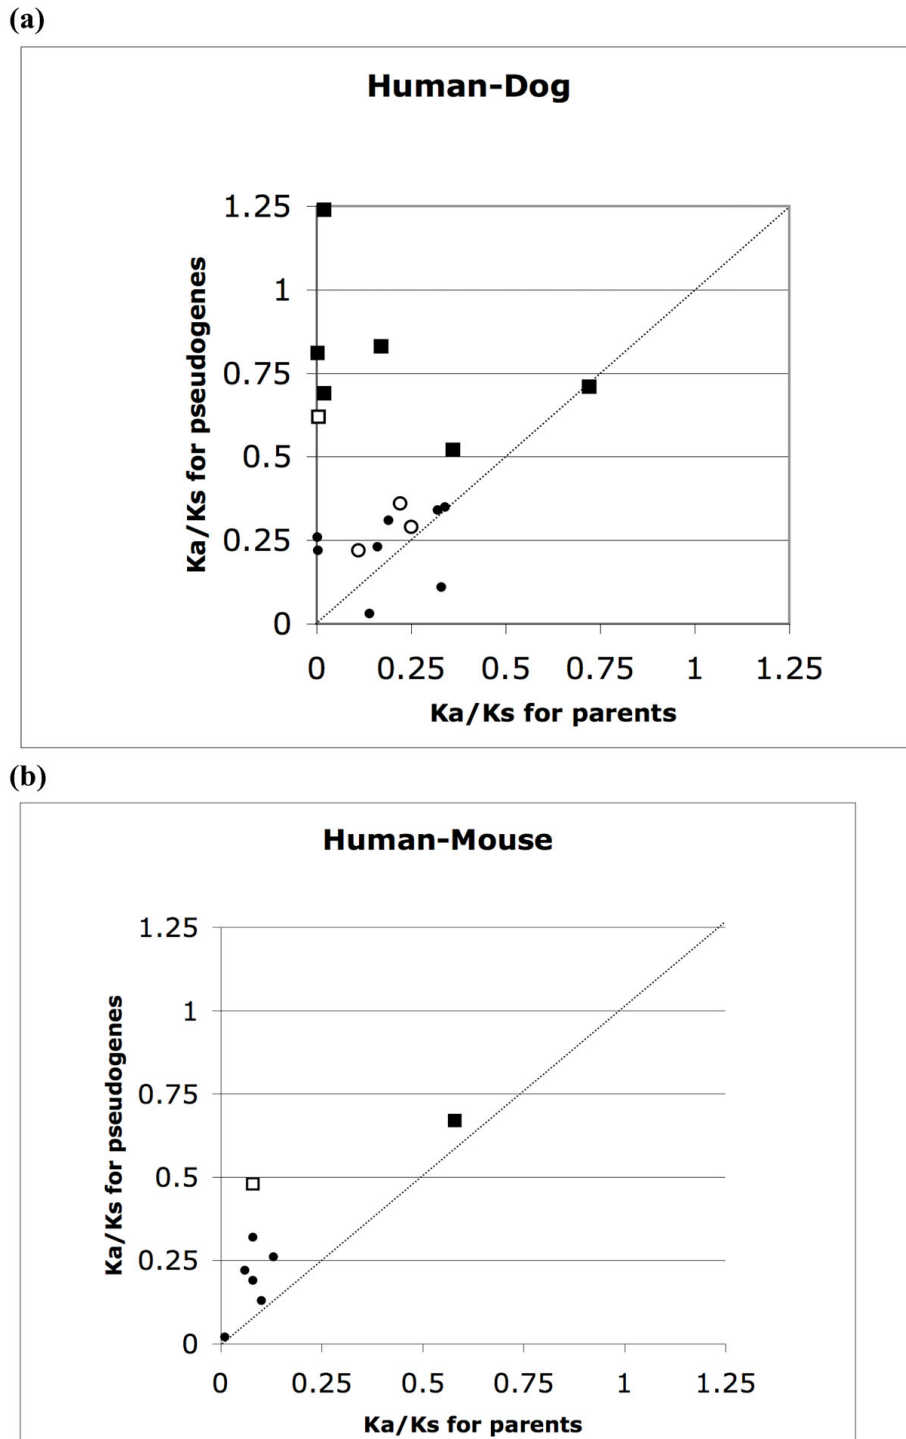 (a)
Human-Dog
1.25
1
0.75
0.5
0.25
0
Ka/Ks for pseudogenes
0 0.25 0.5 0.75 1 1.25
Ka/Ks for parents
(b)
Human-Mouse
1.25
1
0.75
0.5
0.25
0
Ka/Ks for pseudogenes
0 0.25 0.5 0.75 1 1.25
Ka/Ks for parents